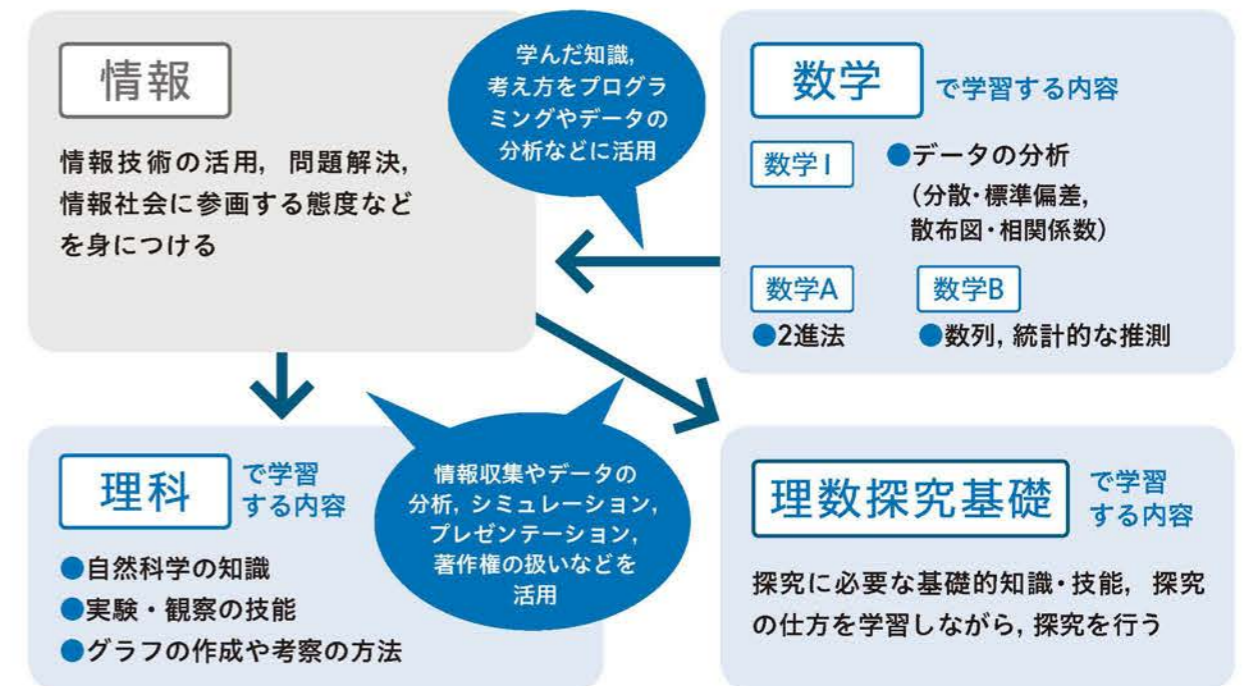 情報
情報技術の活用，問題解決，
情報社会に参画する態度など
を身につける
学んだ知識，
考え方をプログラ
ミングやデータの
分析などに活用
数学 で学習する内容
数学Ⅰ ●データの分析
（分散・標準偏差，
散布図・相関係数）
数学A 数学B
●2進法 ●数列，統計的な推測
理科 で学習
する内容
●自然科学の知識
●実験・観察の技能
●グラフの作成や考察の方法
情報収集やデータの
分析，シミュレーション，
プレゼンテーション，
著作権の扱いなどを
活用
理数探究基礎 で学習
する内容
探究に必要な基礎的知識・技能，探究
の仕方を学習しながら，探究を行う